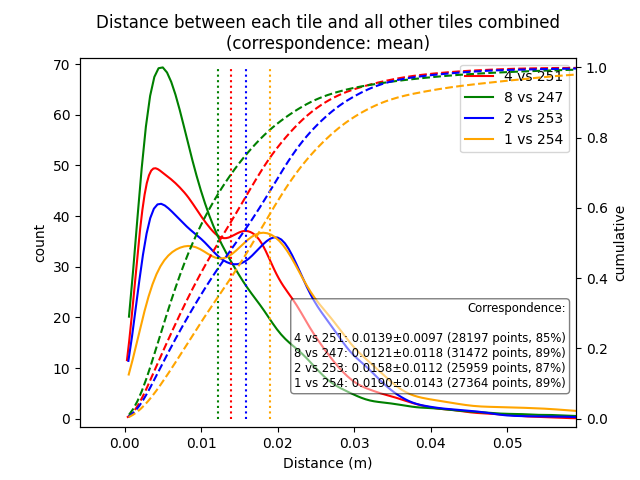 Distance between each tile and all other tiles combined
(correspondence: mean)
70
60
50
40
30
20
10
0
count
1.0
0.8
0.6
0.4
0.2
0.0
cumulative
4 vs 251
8 vs 247
2 vs 253
1 vs 254
Correspondence:
4 vs 251: 0.0139±0.0097 (28197 points, 85%)
8 vs 247: 0.0121±0.0118 (31472 points, 89%)
2 vs 253: 0.0158±0.0112 (25959 points, 87%)
1 vs 254: 0.0190±0.0143 (27364 points, 89%)
0.00 0.01 0.02 0.03 0.04 0.05
Distance (m)